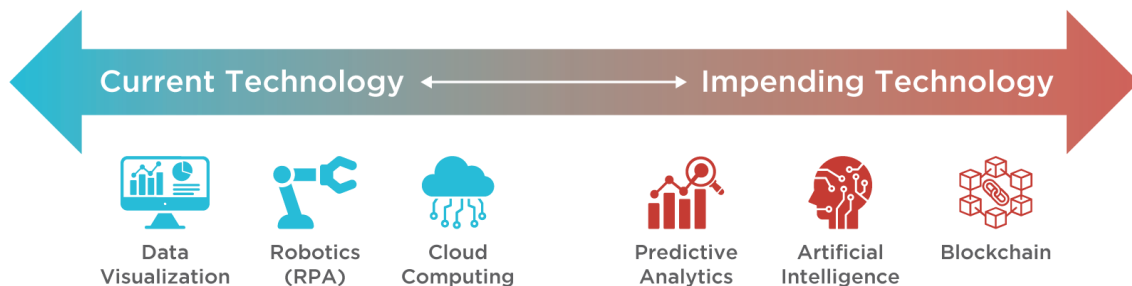 Current Technology
Impending Technology
Data
Visualization
Robotics
(RPA)
Cloud
Computing
Predictive
Analytics
Artificial
Intelligence
Blockchain